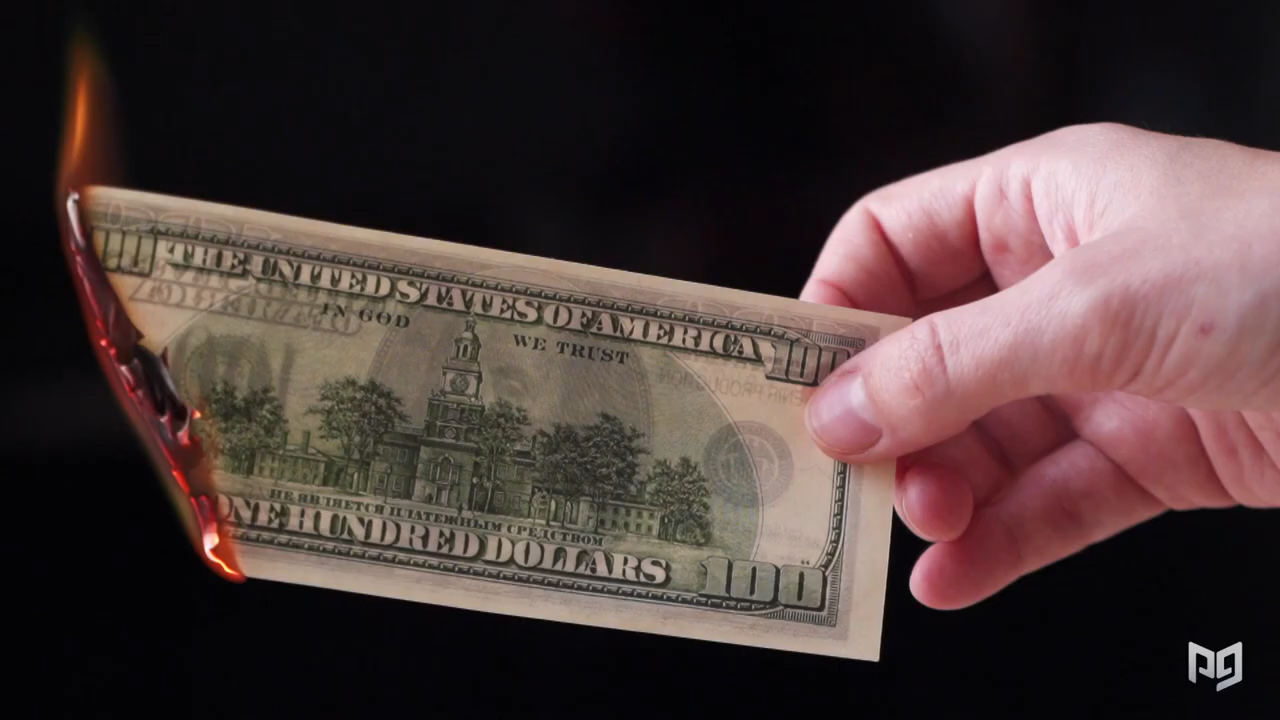 100
THE UNITED STATES OF AMERICA
100
IN GOD
WE TRUST
НЕ ЯВЛЯЕТСЯ ПЛАТЕЖНЫМ СРЕДСТВОМ
ONE HUNDRED DOLLARS
100
pg